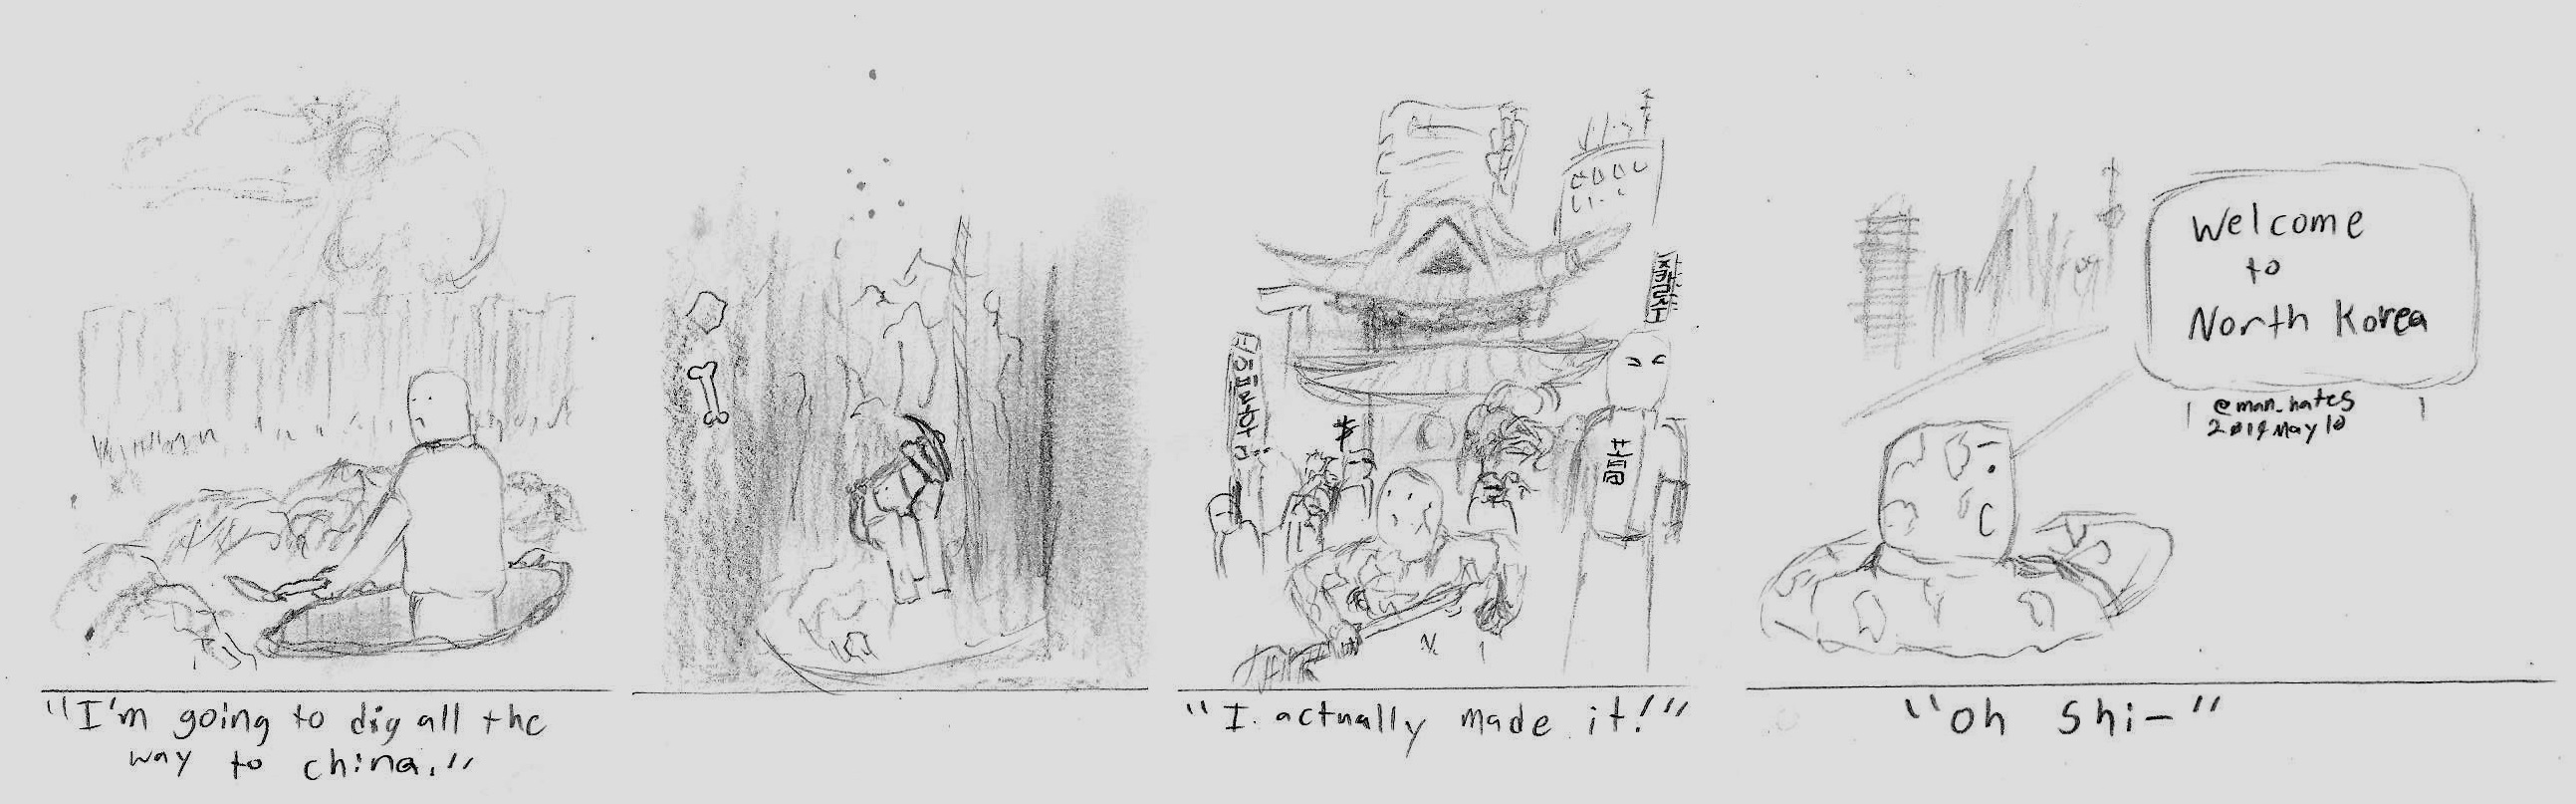 "I'm going to dig all the
way to china."
"I actually made it!"
Welcome
to
North Korea
@man_hates
2019 May 10
"oh shi-"